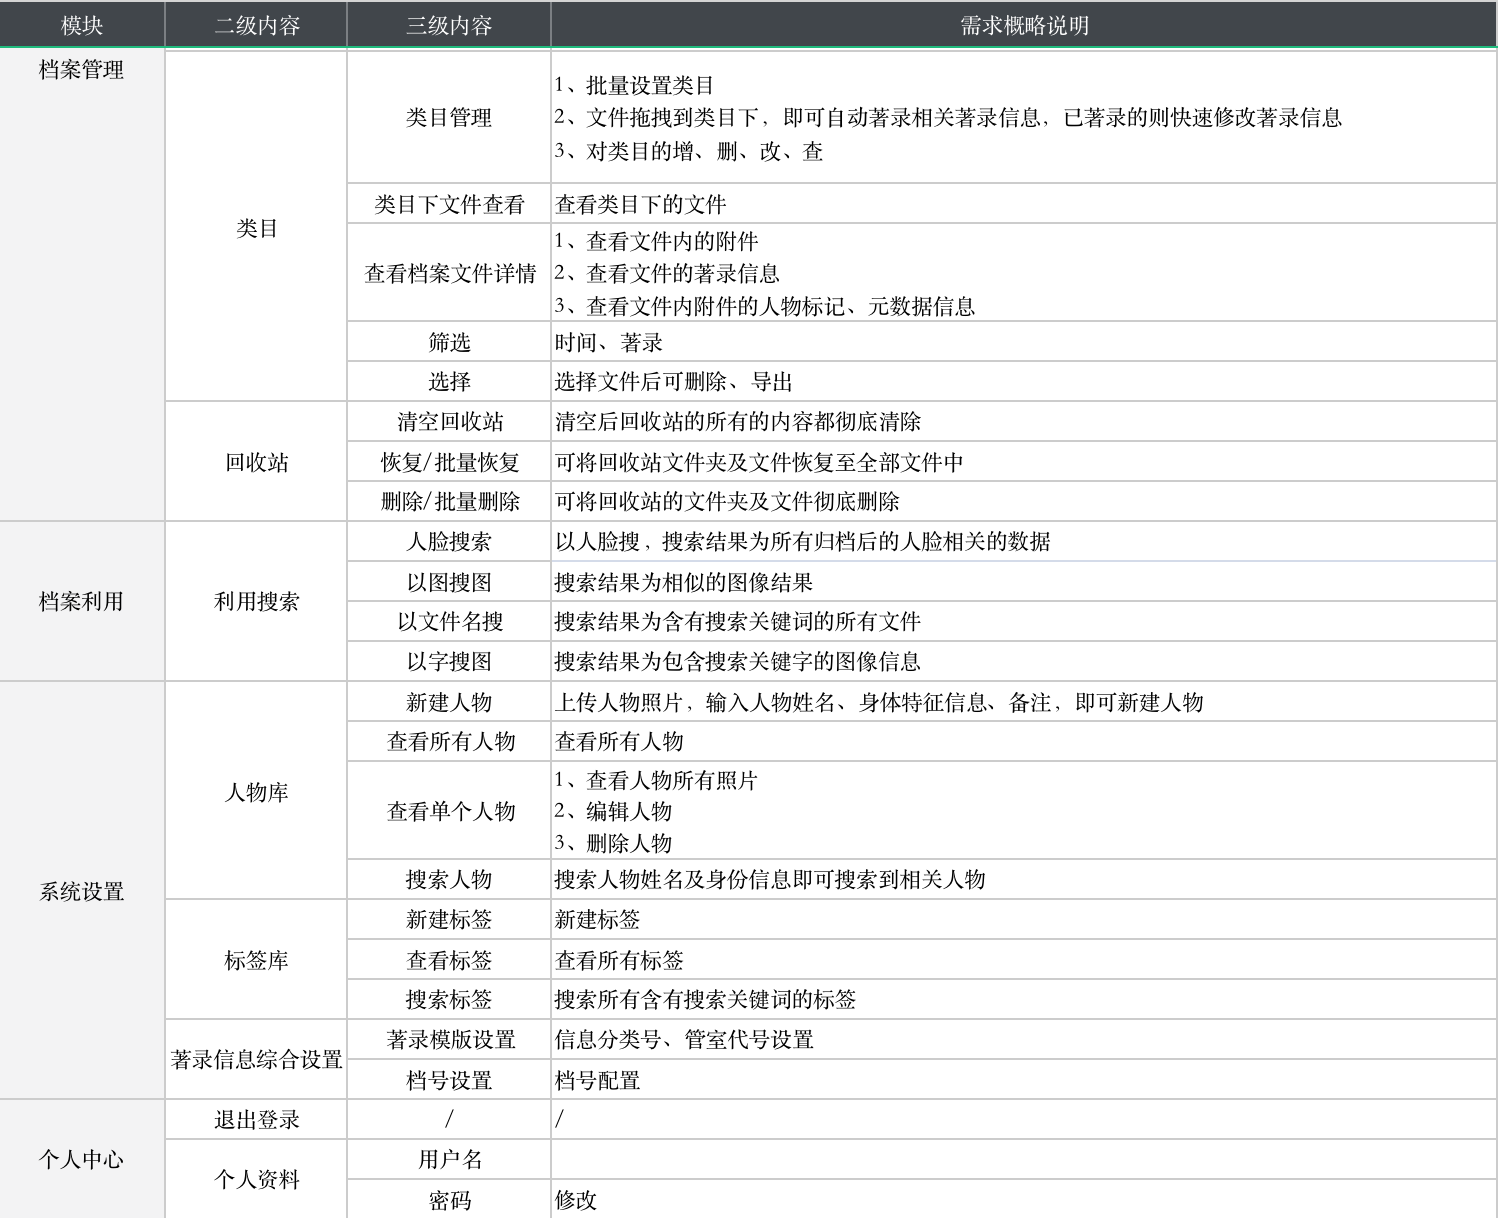 模块 二级内容 三级内容 需求概略说明
档案管理
类目
类目管理
1、批量设置类目
2、文件拖拽到类目下，即可自动著录相关著录信息，已著录的则快速修改著录信息
3、对类目的增、删、改、查
类目下文件查看 查看类目下的文件
查看档案文件详情
1、查看文件内的附件
2、查看文件的著录信息
3、查看文件内附件的人物标记、元数据信息
筛选 时间、著录
选择 选择文件后可删除、导出
回收站
清空回收站 清空后回收站的所有的内容都彻底清除
恢复/批量恢复 可将回收站文件夹及文件恢复至全部文件中
删除/批量删除 可将回收站的文件夹及文件彻底删除
档案利用
利用搜索
人脸搜索 以人脸搜，搜索结果为所有归档后的人脸相关的数据
以图搜图 搜索结果为相似的图像结果
以文件名搜 搜索结果为含有搜索关键词的所有文件
以字搜图 搜索结果为包含搜索关键字的图像信息
系统设置
人物库
新建人物 上传人物照片，输入人物姓名、身体特征信息、备注，即可新建人物
查看所有人物 查看所有人物
查看单个人物
1、查看人物所有照片
2、编辑人物
3、删除人物
搜索人物 搜索人物姓名及身份信息即可搜索到相关人物
标签库
新建标签 新建标签
查看标签 查看所有标签
搜索标签 搜索所有含有搜索关键词的标签
著录信息综合设置
著录模版设置 信息分类号、管室代号设置
档号设置 档号配置
个人中心
退出登录 / /
个人资料
用户名
密码 修改